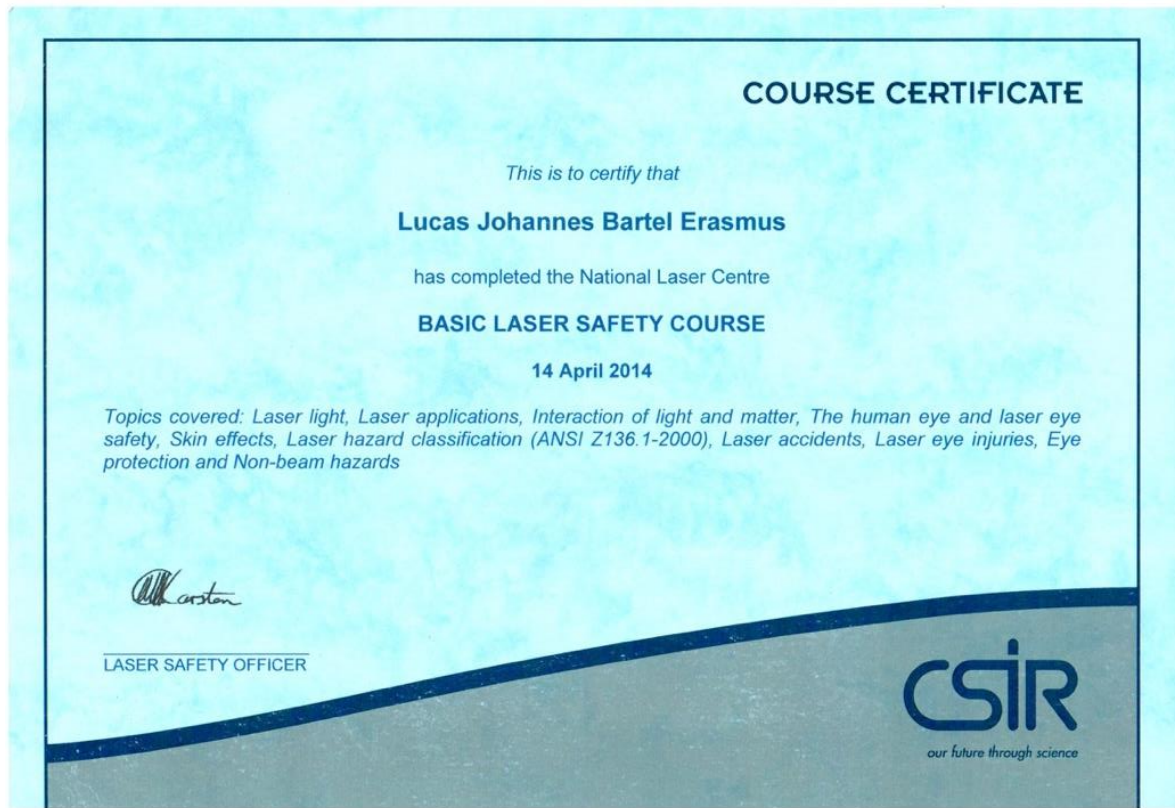 COURSE CERTIFICATE
This is to certify that
Lucas Johannes Bartel Erasmus
has completed the National Laser Centre
BASIC LASER SAFETY COURSE
14 April 2014
Topics covered: Laser light, Laser applications, Interaction of light and matter, The human eye and laser eye
safety, Skin effects, Laser hazard classification (ANSI Z136.1-2000), Laser accidents, Laser eye injuries, Eye
protection and Non-beam hazards
LASER SAFETY OFFICER
CSIR
our future through science